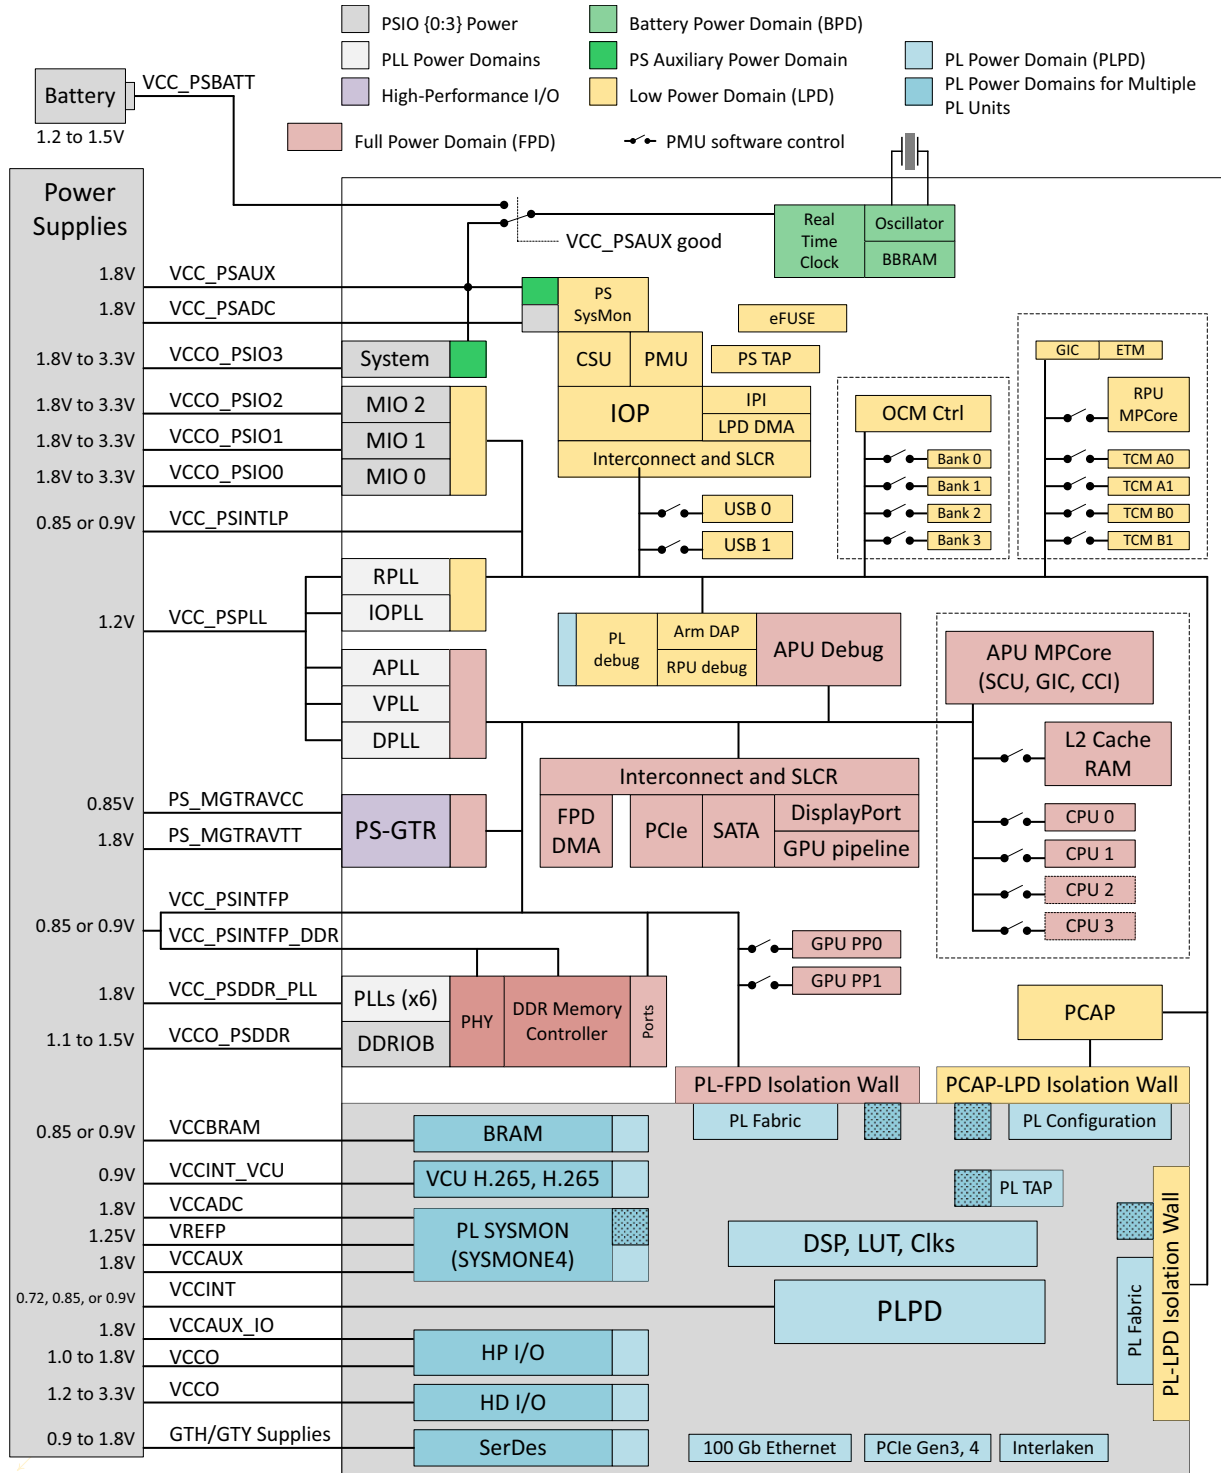 PSIO {0:3} Power
PLL Power Domains
High-Performance I/O
Full Power Domain (FPD)
Battery Power Domain (BPD)
PS Auxiliary Power Domain
Low Power Domain (LPD)
PMU software control
PL Power Domain (PLPD)
PL Power Domains for Multiple
PL Units
Battery
VCC_PSBATT
1.2 to 1.5V
Power
Supplies
VCC_PSAUX good
Real
Time
Clock
Oscillator
BBRAM
1.8V
VCC_PSAUX
1.8V
VCC_PSADC
PS
SysMon
eFUSE
1.8V to 3.3V
VCCO_PSIO3
System
CSU
PMU
PS TAP
GIC
ETM
1.8V to 3.3V
VCCO_PSIO2
MIO 2
IOP
IPI
LPD DMA
OCM Ctrl
RPU
MPCore
1.8V to 3.3V
VCCO_PSIO1
MIO 1
1.8V to 3.3V
VCCO_PSIO0
MIO 0
Interconnect and SLCR
Bank 0
Bank 1
Bank 2
Bank 3
TCM A0
TCM A1
TCM B0
TCM B1
0.85 or 0.9V
VCC_PSINTLP
USB 0
USB 1
1.2V
VCC_PSPLL
RPLL
IOPLL
APLL
VPLL
DPLL
PL
debug
Arm DAP
RPU debug
APU Debug
APU MPCore
(SCU, GIC, CCI)
L2 Cache
RAM
CPU 0
CPU 1
CPU 2
CPU 3
Interconnect and SLCR
FPD
DMA
PCIe
SATA
DisplayPort
GPU pipeline
0.85V
PS_MGTRAVCC
1.8V
PS_MGTRAVTT
PS-GTR
VCC_PSINTFP
0.85 or 0.9V
VCC_PSINTFP_DDR
GPU PP0
GPU PP1
1.8V
VCC_PSDDR_PLL
PLLs (x6)
1.1 to 1.5V
VCCO_PSDDR
DDRIOB
PHY
DDR Memory
Controller
Ports
PCAP
PL-FPD Isolation Wall
PCAP-LPD Isolation Wall
PL Fabric
PL Configuration
0.85 or 0.9V
VCCBRAM
BRAM
0.9V
VCCINT_VCU
VCU H.265, H.265
PL TAP
1.8V
VCCADC
1.25V
VREFP
1.8V
VCCAUX
PL SYSMON
(SYSMONE4)
DSP, LUT, Clks
PL-LPD Isolation Wall
PL Fabric
0.72, 0.85, or 0.9V
VCCINT
PLPD
1.8V
VCCAUX_IO
1.0 to 1.8V
VCCO
HP I/O
1.2 to 3.3V
VCCO
HD I/O
0.9 to 1.8V
GTH/GTY Supplies
SerDes
100 Gb Ethernet
PCIe Gen3, 4
Interlaken